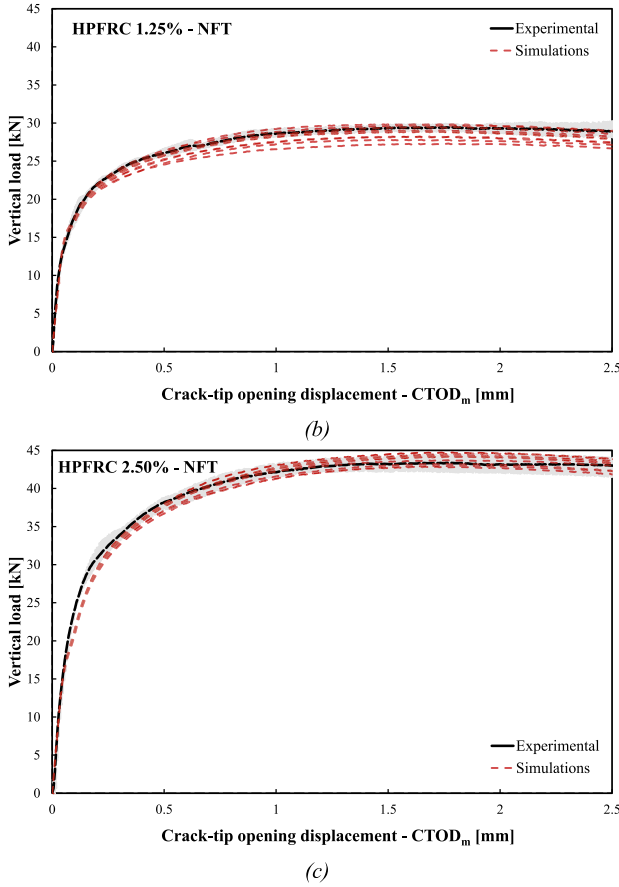 45
HPFRC 1.25% - NFT
Experimental
40
Simulations
35
30
25
20
15
10
5
0
Vertical load [kN]
0 0.5 1 1.5 2 2.5
Crack-tip opening displacement - CTODm [mm]
(b)
45
HPFRC 2.50% - NFT
40
35
30
25
20
15
10
5
0
Vertical load [kN]
Experimental
Simulations
0 0.5 1 1.5 2 2.5
Crack-tip opening displacement - CTODm [mm]
(c)